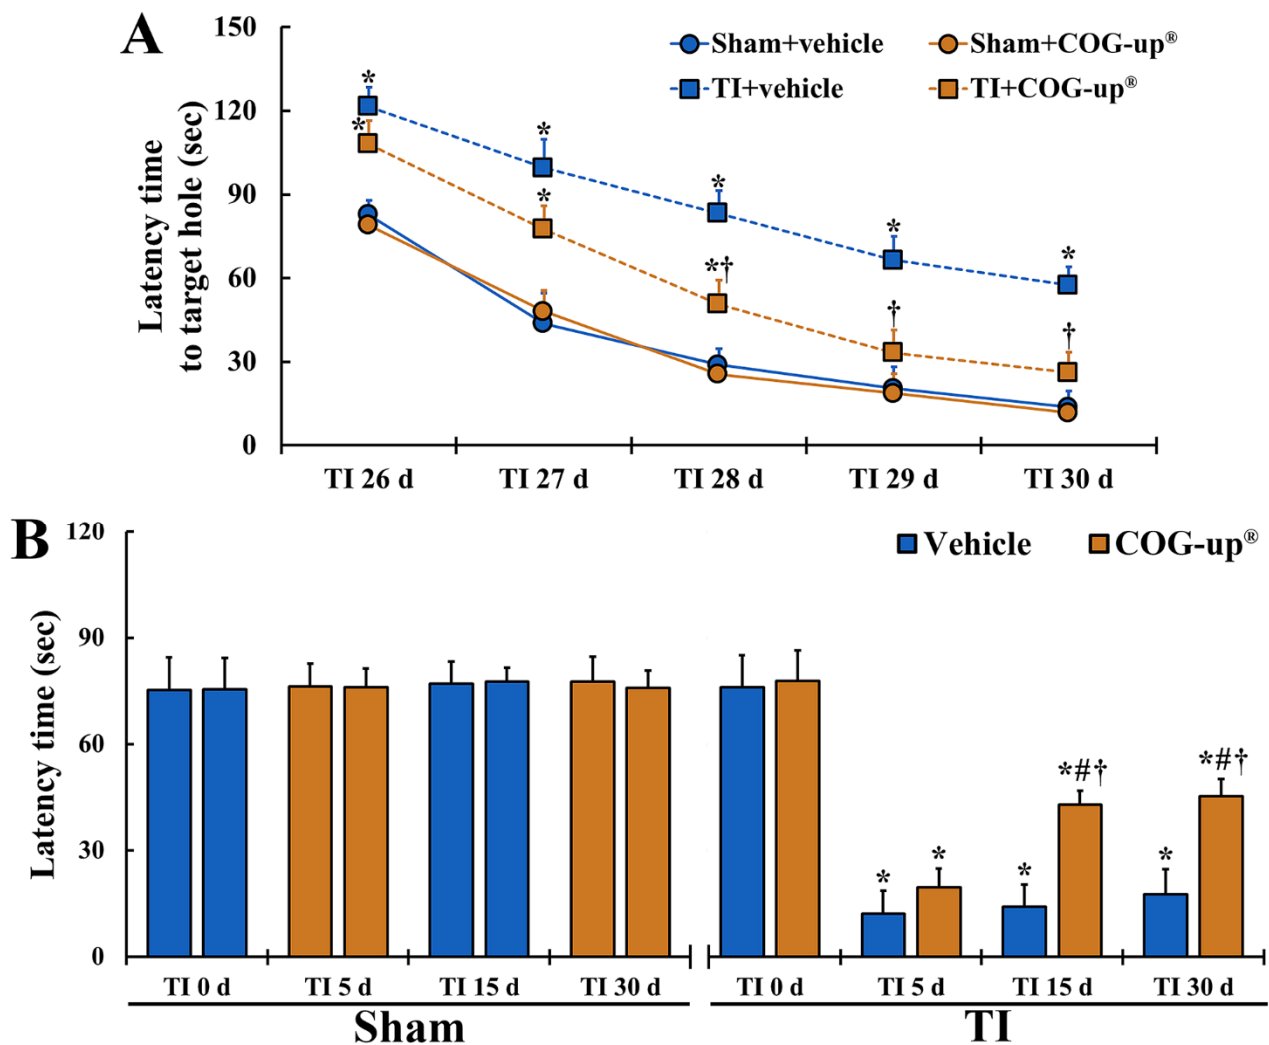 A
150
120
90
60
30
0
Latency time
to target hole (sec)
Sham+vehicle
Sham+COG-up®
TI+vehicle
TI+COG-up®
*
*
*
*
*
*†
*
†
*
†
TI 26 d
TI 27 d
TI 28 d
TI 29 d
TI 30 d
B
120
90
60
30
0
Latency time (sec)
Vehicle
COG-up®
*
*
*
*#†
*
*#†
TI 0 d
TI 5 d
TI 15 d
TI 30 d
TI 0 d
TI 5 d
TI 15 d
TI 30 d
Sham
TI